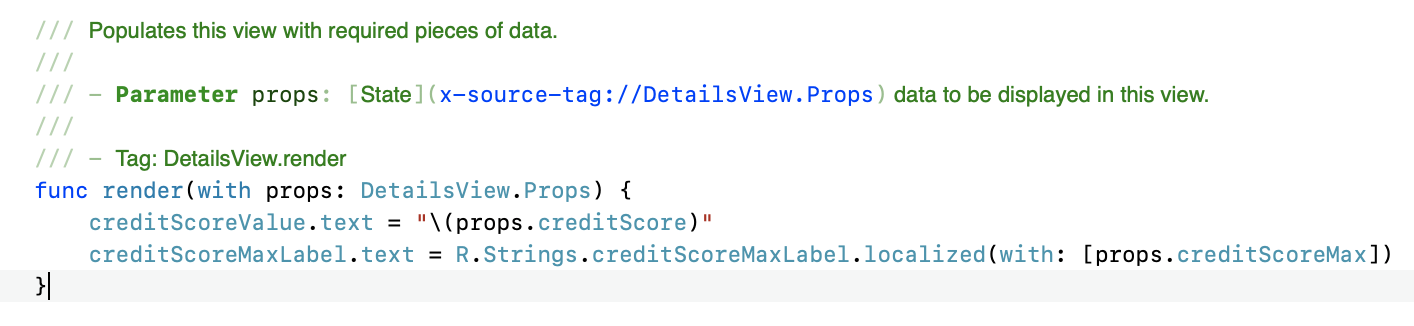 /// Populates this view with required pieces of data.
///
/// – Parameter props: [State](x-source-tag://DetailsView.Props) data to be displayed in this view.
///
/// – Tag: DetailsView.render
func render(with props: DetailsView.Props) {
    creditScoreValue.text = "\(props.creditScore)"
    creditScoreMaxLabel.text = R.Strings.creditScoreMaxLabel.localized(with: [props.creditScoreMax])
}